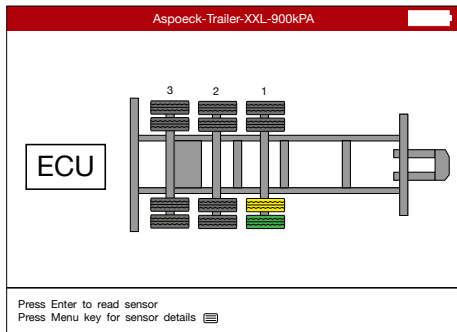 Aspoeck-Trailer-XXL-900kPA
3 2 1
ECU
Press Enter to read sensor
Press Menu key for sensor details